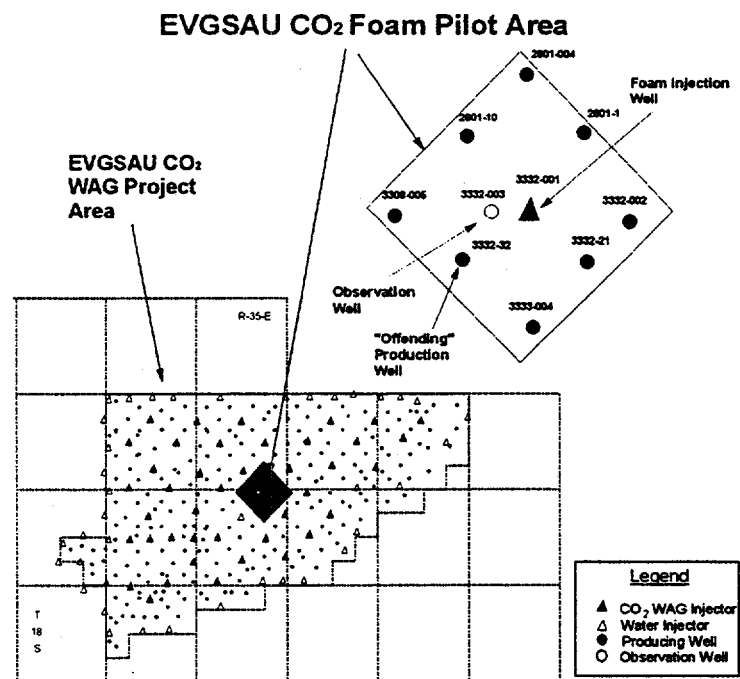 EVGSAU CO₂ Foam Pilot Area
2801-004
Foam Injection
Well
2801-10
2801-1
EVGSAU CO₂
WAG Project
Area
3332-001
3332-003
3308-005
3332-002
3332-32
3332-21
Observation
Well
3333-004
"Offending"
Production
Well
R-35-E
T
18
S
Legend
CO₂ WAG Injector
Water Injector
Producing Well
Observation Well